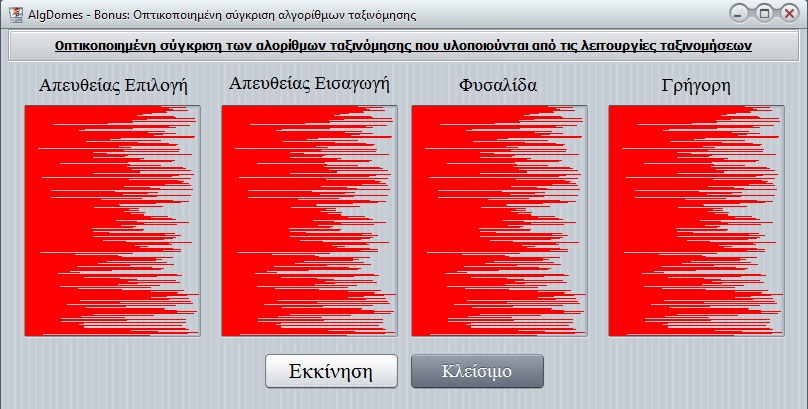 AlgDomes - Bonus: Οπτικοποιημένη σύγκριση αλγορίθμων ταξινόμησης
Οπτικοποιημένη σύγκριση των αλορίθμων ταξινόμησης που υλοποιούνται από τις λειτουργίες ταξινομήσεων
Απευθείας Επιλογή Απευθείας Εισαγωγή Φυσαλίδα Γρήγορη
Εκκίνηση Κλείσιμο